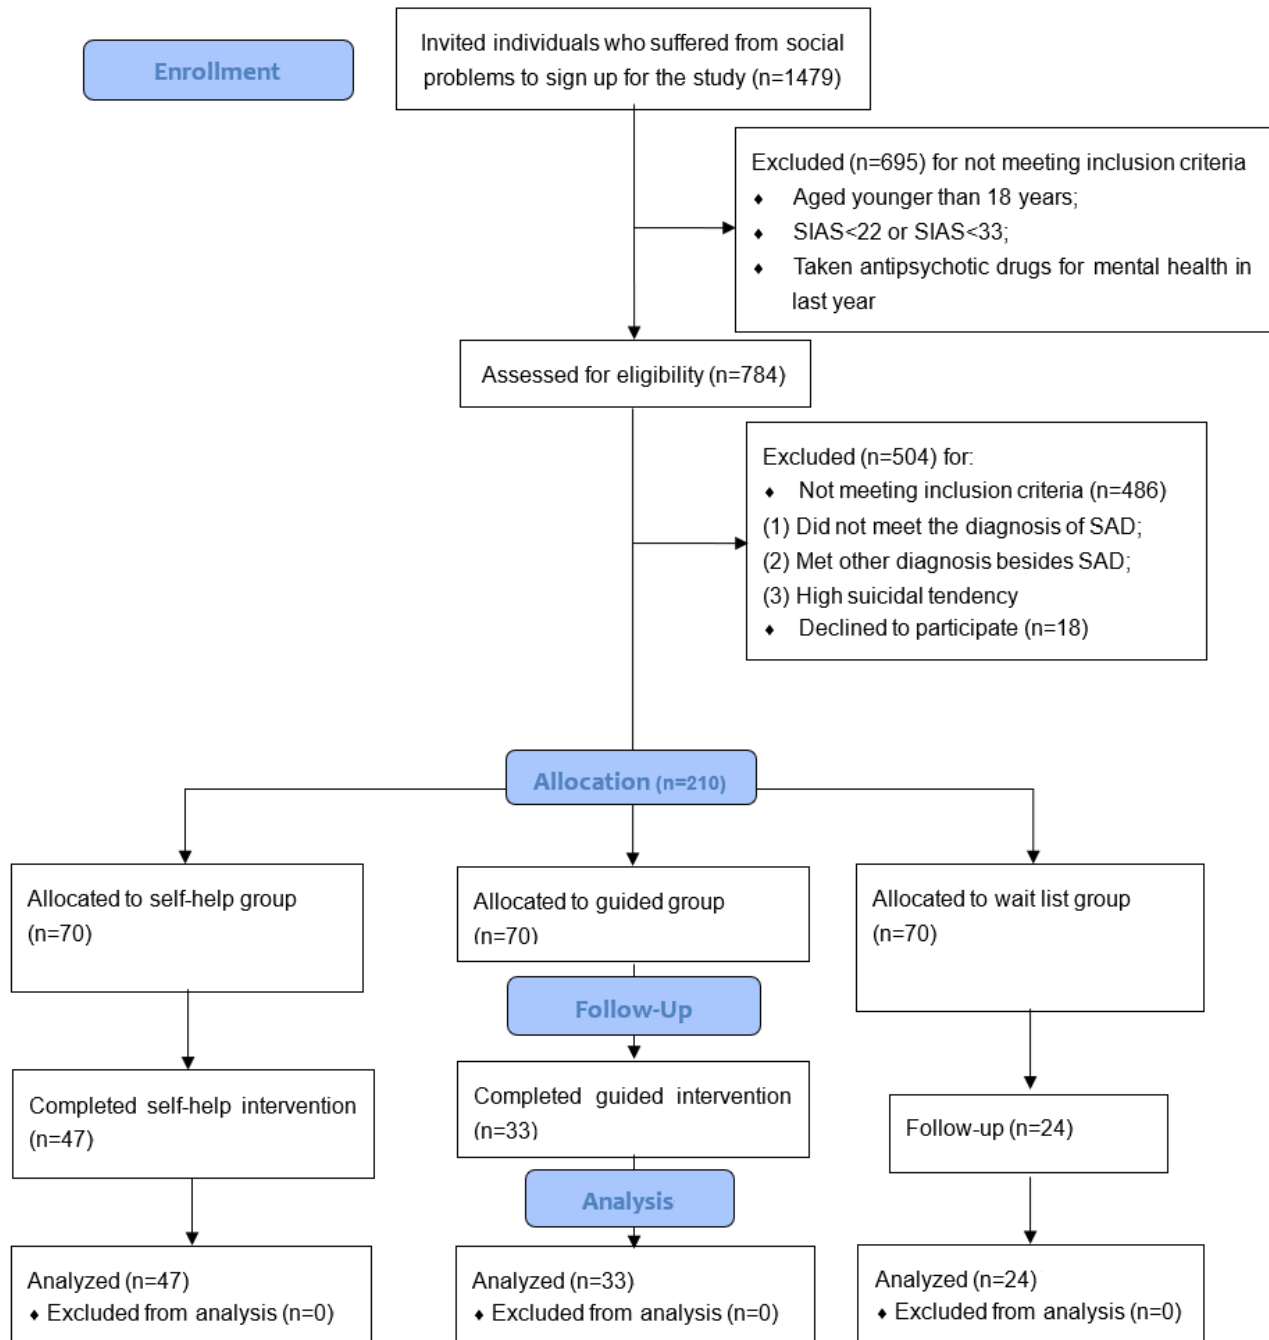 Enrollment
Invited individuals who suffered from social
problems to sign up for the study (n=1479)
Excluded (n=695) for not meeting inclusion criteria
♦ Aged younger than 18 years;
♦ SIAS<22 or SIAS<33;
♦ Taken antipsychotic drugs for mental health in
last year
Assessed for eligibility (n=784)
Excluded (n=504) for:
♦ Not meeting inclusion criteria (n=486)
(1) Did not meet the diagnosis of SAD;
(2) Met other diagnosis besides SAD;
(3) High suicidal tendency
♦ Declined to participate (n=18)
Allocation (n=210)
Allocated to self-help group
(n=70)
Allocated to guided group
(n=70)
Allocated to wait list group
(n=70)
Follow-Up
Completed self-help intervention
(n=47)
Completed guided intervention
(n=33)
Follow-up (n=24)
Analysis
Analyzed (n=47)
♦ Excluded from analysis (n=0)
Analyzed (n=33)
♦ Excluded from analysis (n=0)
Analyzed (n=24)
♦ Excluded from analysis (n=0)